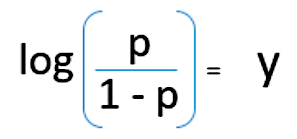 log(p / 1 - p) = y